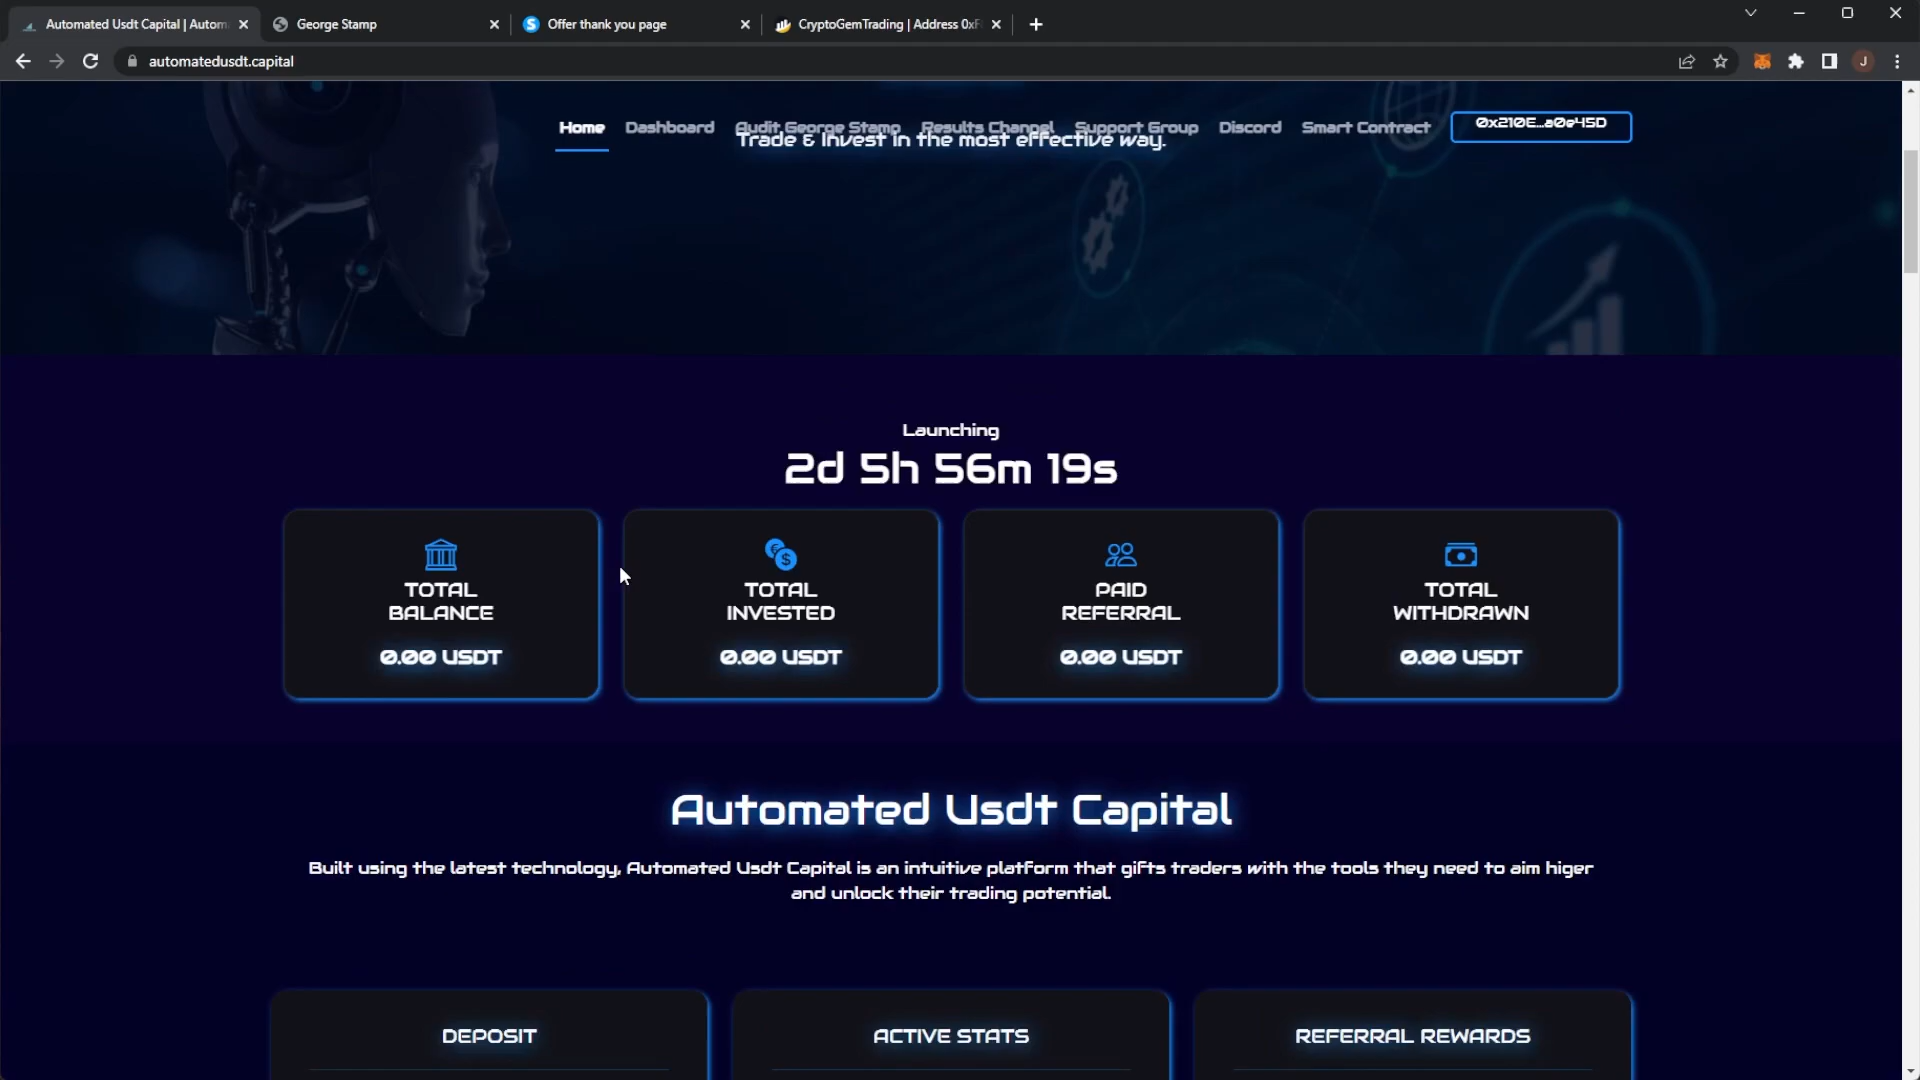 Automated Usdt Capital | Autom
George Stamp
Offer thank you page
CryptoGemTrading | Address 0xF
automatedusdt.capital
J
Home Dashboard Audit George Stamp Results Channel Support Group Discord Smart Contract 0x210E...a0e45D
Trade & Invest in the most effective way.
Launching
2d 5h 56m 19s
TOTAL
BALANCE
0.00 USDT
TOTAL
INVESTED
0.00 USDT
PAID
REFERRAL
0.00 USDT
TOTAL
WITHDRAWN
0.00 USDT
Automated Usdt Capital
Built using the latest technology, Automated Usdt Capital is an intuitive platform that gifts traders with the tools they need to aim higer
and unlock their trading potential.
DEPOSIT
ACTIVE STATS
REFERRAL REWARDS